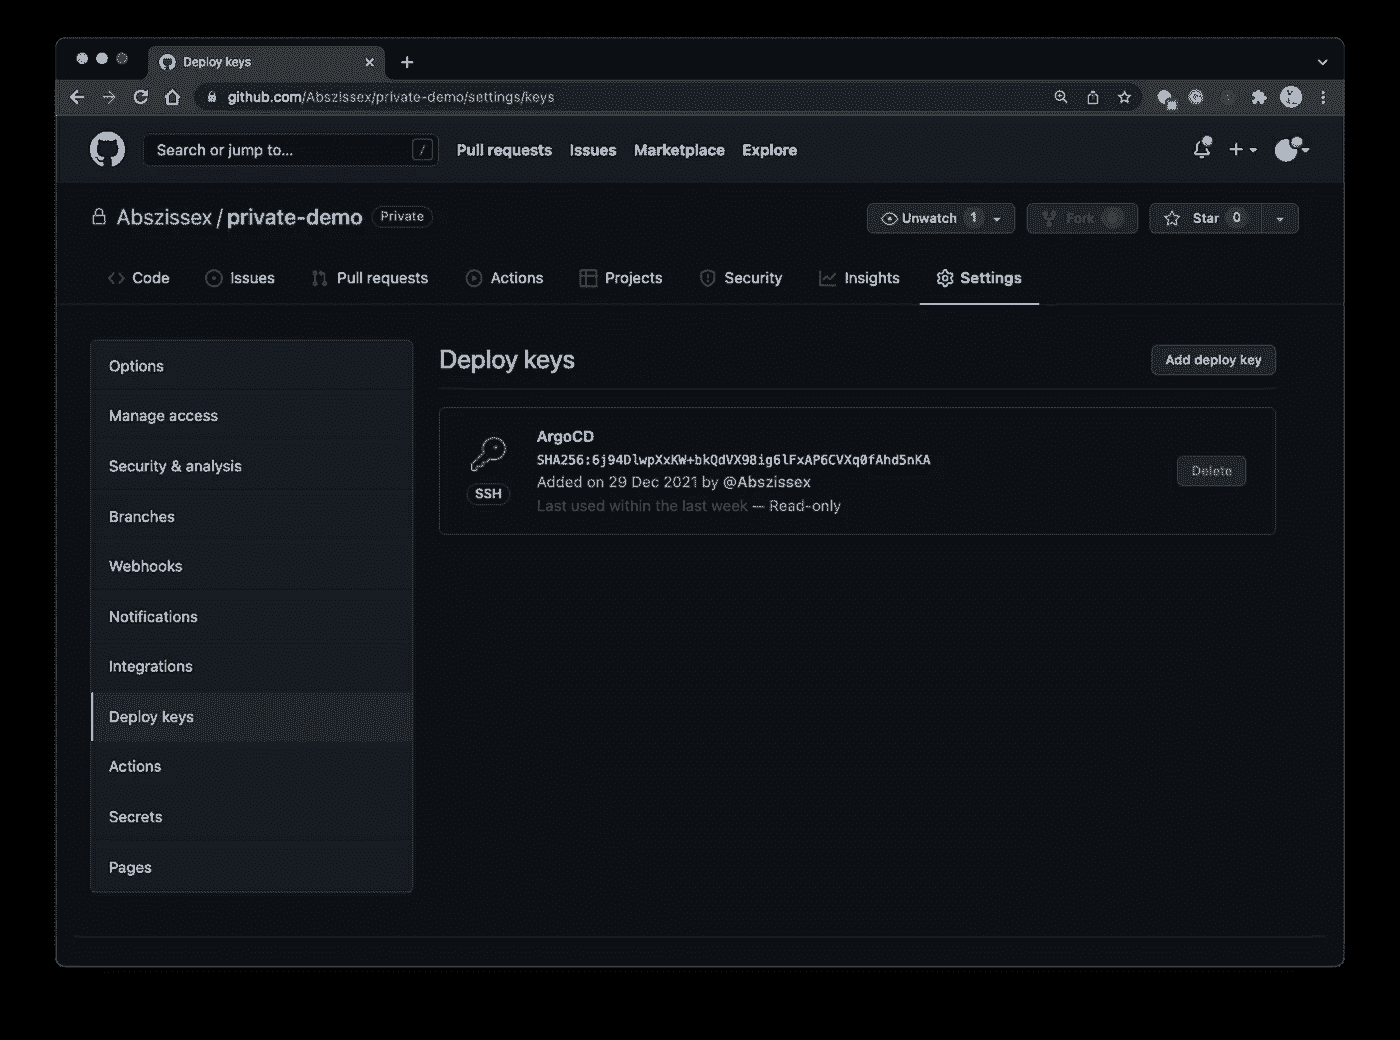 Deploy keys
github.com/Abszissex/private-demo/settings/keys
Search or jump to... /
Pull requests Issues Marketplace Explore
Abszissex / private-demo Private
Unwatch 1 Fork Star 0
Code Issues Pull requests Actions Projects Security Insights Settings
Options
Manage access
Security & analysis
Branches
Webhooks
Notifications
Integrations
Deploy keys
Actions
Secrets
Pages
Deploy keys
Add deploy key
ArgoCD
SHA256:6j94DlwpXxKW+bkQdVX98ig6lFxAP6CVXq0fAhd5nKA
Added on 29 Dec 2021 by @Abszissex
Last used within the last week — Read-only
SSH
Delete